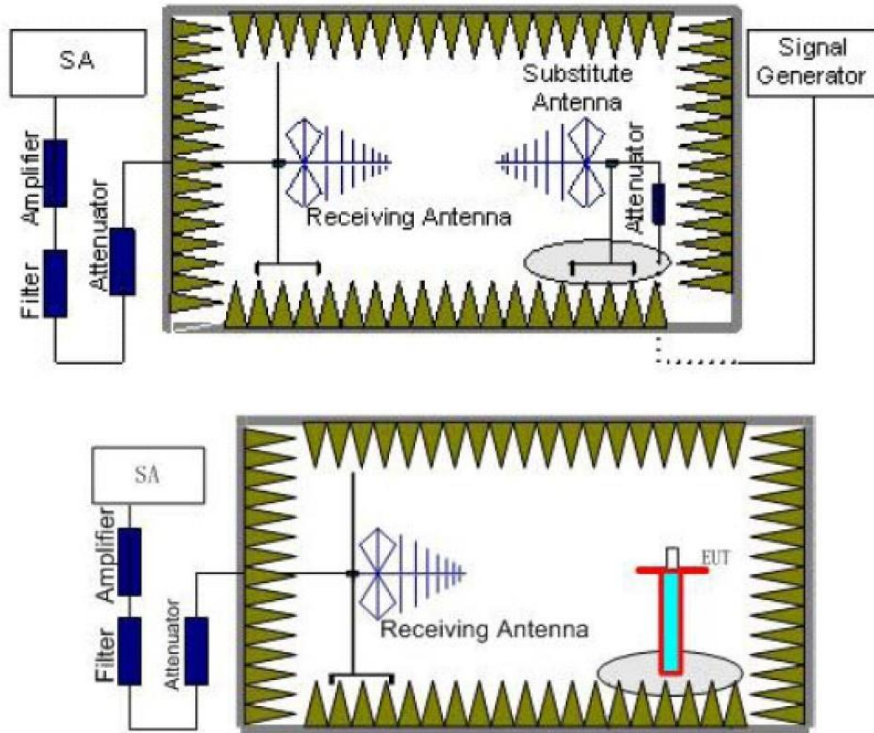 SA
Signal
Generator
Substitute
Antenna
Amplifier
Attenuator
Receiving Antenna
Attenuator
Filter
SA
Amplifier
EUT
Filter
Attenuator
Receiving Antenna